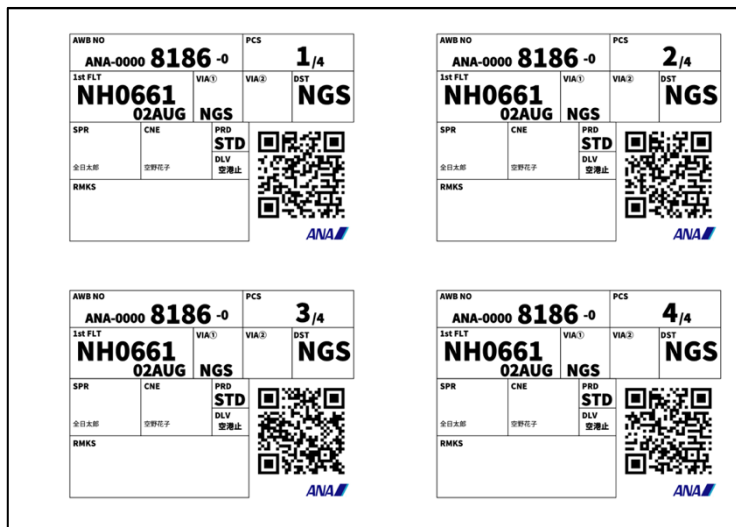 AWB NO
ANA-0000 8186 -0
PCS
1/4
1st FLT
NH0661
02AUG
VIA①
NGS
VIA②
DST
NGS
SPR
全日太郎
CNE
空野花子
PRD
STD
DLV
空港止
RMKS
ANA
AWB NO
ANA-0000 8186 -0
PCS
2/4
1st FLT
NH0661
02AUG
VIA①
NGS
VIA②
DST
NGS
SPR
全日太郎
CNE
空野花子
PRD
STD
DLV
空港止
RMKS
ANA
AWB NO
ANA-0000 8186 -0
PCS
3/4
1st FLT
NH0661
02AUG
VIA①
NGS
VIA②
DST
NGS
SPR
全日太郎
CNE
空野花子
PRD
STD
DLV
空港止
RMKS
ANA
AWB NO
ANA-0000 8186 -0
PCS
4/4
1st FLT
NH0661
02AUG
VIA①
NGS
VIA②
DST
NGS
SPR
全日太郎
CNE
空野花子
PRD
STD
DLV
空港止
RMKS
ANA